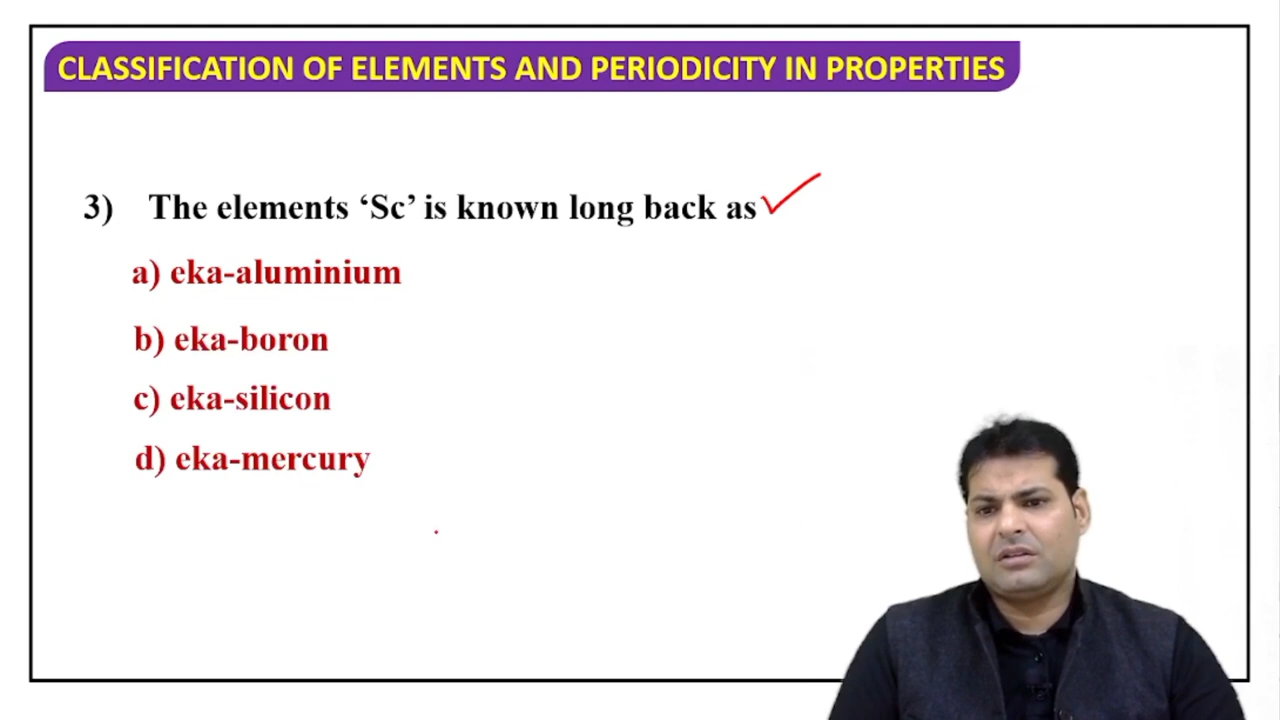 CLASSIFICATION OF ELEMENTS AND PERIODICITY IN PROPERTIES
3) The elements ‘Sc’ is known long back as
a) eka-aluminium
b) eka-boron
c) eka-silicon
d) eka-mercury